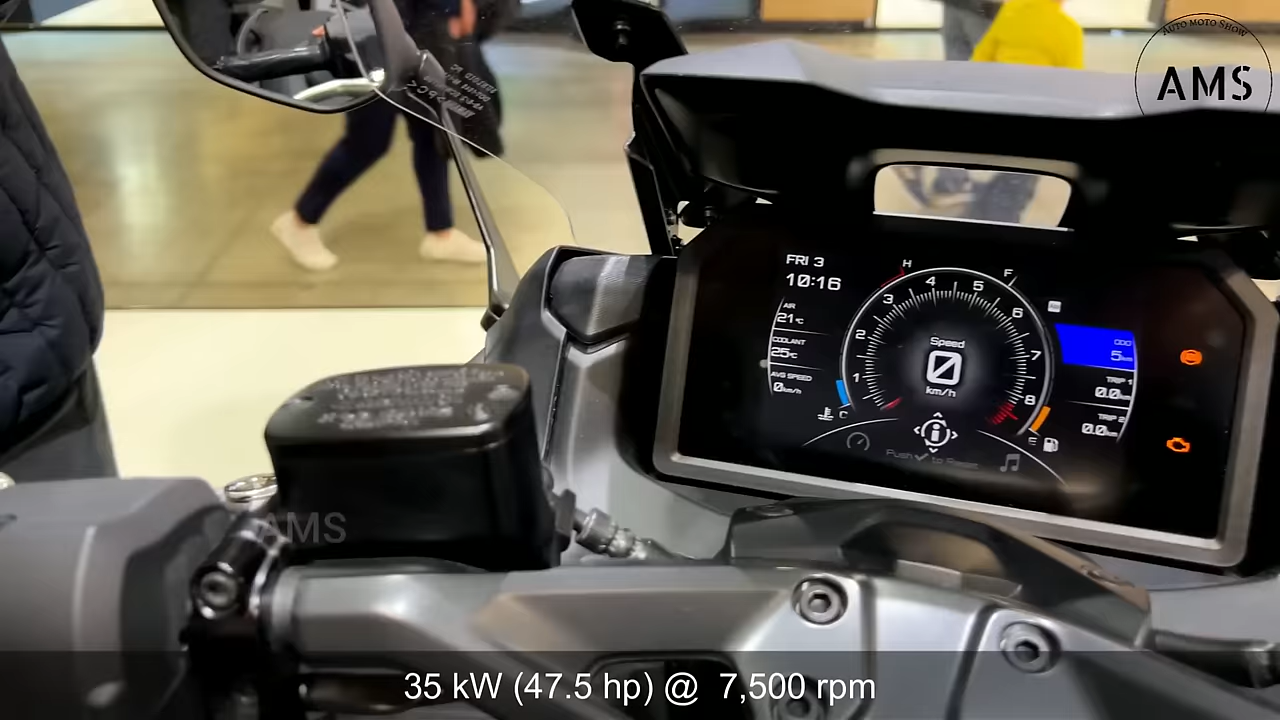 AUTO MOTO SHOW
AMS
FRI 3
10:16
AIR
21°C
COOLANT
25°C
AVG SPEED
0km/h
H
F
1
2
3
4
5
6
7
8
Speed
0
km/h
C
E
ODO
5km
TRIP 1
0.0km
TRIP 2
0.0km
Push ✓ to Reset
AMS
35 kW (47.5 hp) @ 7,500 rpm